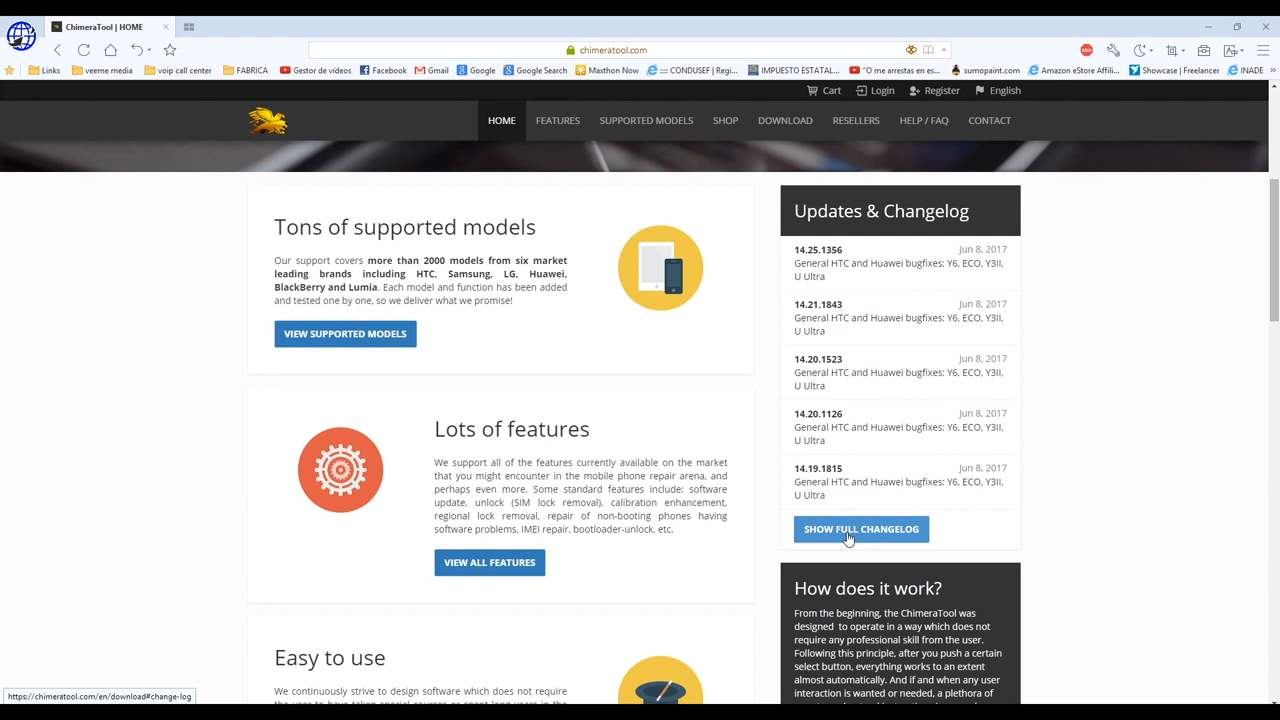 ChimeraTool | HOME
chimeratool.com
Links
veeme media
voip call center
FABRICA
Gestor de vídeos
Facebook
Gmail
Google
Google Search
Maxthon Now
:::: CONDUSEF | Regi...
IMPUESTO ESTATAL...
"O me arrestas en es...
sumopaint.com
Amazon eStore Affili...
Showcase | Freelancer
INADE
Cart
Login
Register
English
HOME
FEATURES
SUPPORTED MODELS
SHOP
DOWNLOAD
RESELLERS
HELP / FAQ
CONTACT
Tons of supported models
Our support covers more than 2000 models from six market
leading brands including HTC, Samsung, LG, Huawei,
BlackBerry and Lumia. Each model and function has been added
and tested one by one, so we deliver what we promise!
VIEW SUPPORTED MODELS
Lots of features
We support all of the features currently available on the market
that you might encounter in the mobile phone repair arena, and
perhaps even more. Some standard features include: software
update, unlock (SIM lock removal), calibration enhancement,
regional lock removal, repair of non-booting phones having
software problems, IMEI repair, bootloader-unlock, etc.
VIEW ALL FEATURES
Easy to use
We continuously strive to design software which does not require
Updates & Changelog
14.25.1356 Jun 8, 2017
General HTC and Huawei bugfixes: Y6, ECO, Y3II,
U Ultra
14.21.1843 Jun 8, 2017
General HTC and Huawei bugfixes: Y6, ECO, Y3II,
U Ultra
14.20.1523 Jun 8, 2017
General HTC and Huawei bugfixes: Y6, ECO, Y3II,
U Ultra
14.20.1126 Jun 8, 2017
General HTC and Huawei bugfixes: Y6, ECO, Y3II,
U Ultra
14.19.1815 Jun 8, 2017
General HTC and Huawei bugfixes: Y6, ECO, Y3II,
U Ultra
SHOW FULL CHANGELOG
How does it work?
From the beginning, the ChimeraTool was
designed to operate in a way which does not
require any professional skill from the user.
Following this principle, after you push a certain
select button, everything works to an extent
almost automatically. And if and when any user
interaction is wanted or needed, a plethora of
https://chimeratool.com/en/download#change-log